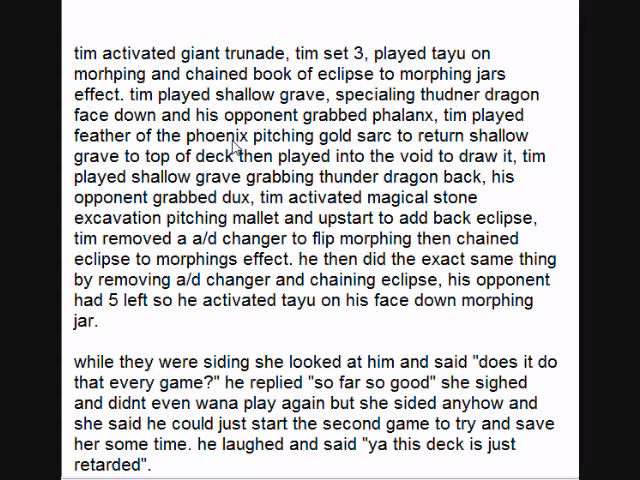 tim activated giant trunade, tim set 3, played tayu on
morhping and chained book of eclipse to morphing jars
effect. tim played shallow grave, specialing thudner dragon
face down and his opponent grabbed phalanx, tim played
feather of the phoenix pitching gold sarc to return shallow
grave to top of deck then played into the void to draw it, tim
played shallow grave grabbing thunder dragon back, his
opponent grabbed dux, tim activated magical stone
excavation pitching mallet and upstart to add back eclipse,
tim removed a a/d changer to flip morphing then chained
eclipse to morphings effect. he then did the exact same thing
by removing a/d changer and chaining eclipse, his opponent
had 5 left so he activated tayu on his face down morphing
jar.
while they were siding she looked at him and said "does it do
that every game?" he replied "so far so good" she sighed
and didnt even wana play again but she sided anyhow and
she said he could just start the second game to try and save
her some time. he laughed and said "ya this deck is just
retarded".